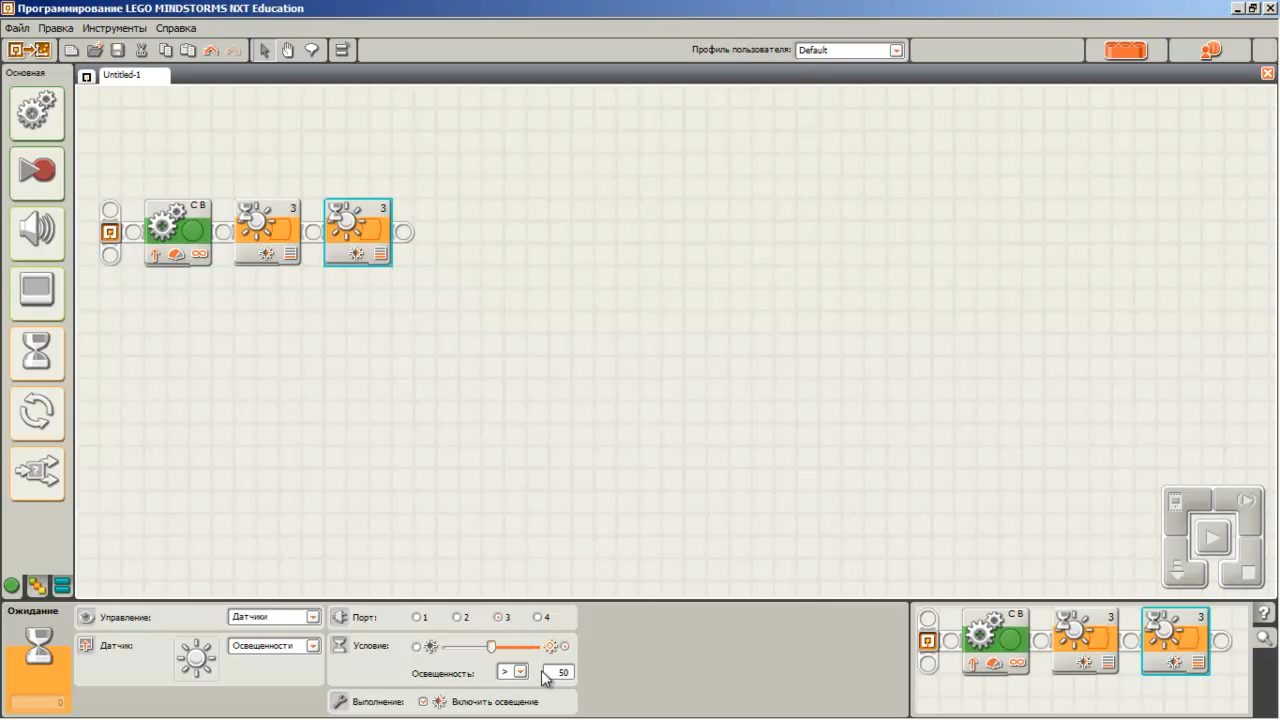 Программирование LEGO MINDSTORMS NXT Education
Файл Правка Инструменты Справка
Профиль пользователя: Default
Основная
Untitled-1
C B 3 3
Ожидание
0
Управление: Датчики
Датчик: Освещенности
Порт: 1 2 3 4
Условие:
Освещенность: > 50
Выполнение: Включить освещение
C B 3 3
?